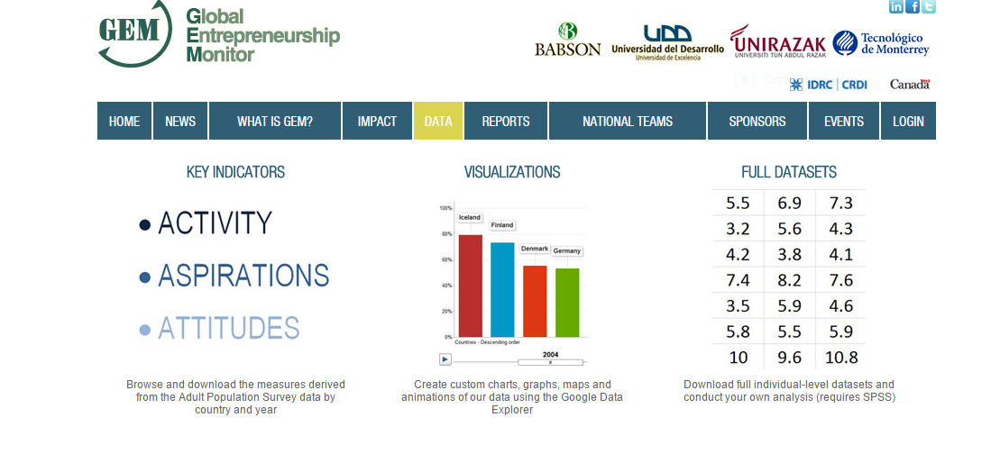 GEM
Global
Entrepreneurship
Monitor
BABSON
UDD
Universidad del Desarrollo
Universidad de Excelencia
UNIRAZAK
UNIVERSITI TUN ABDUL RAZAK
Tecnológico
de Monterrey
IDRC | CRDI
Canada
HOME
NEWS
WHAT IS GEM?
IMPACT
DATA
REPORTS
NATIONAL TEAMS
SPONSORS
EVENTS
LOGIN
KEY INDICATORS
• ACTIVITY
• ASPIRATIONS
• ATTITUDES
Browse and download the measures derived
from the Adult Population Survey data by
country and year
VISUALIZATIONS
100%
80%
60%
40%
20%
0%
Iceland
Finland
Denmark
Germany
Countries - Descending order
2004
Create custom charts, graphs, maps and
animations of our data using the Google Data
Explorer
FULL DATASETS
5.5 6.9 7.3
3.2 5.6 4.3
4.2 3.8 4.1
7.4 8.2 7.6
3.5 5.9 4.6
5.8 5.5 5.9
10 9.6 10.8
Download full individual-level datasets and
conduct your own analysis (requires SPSS)